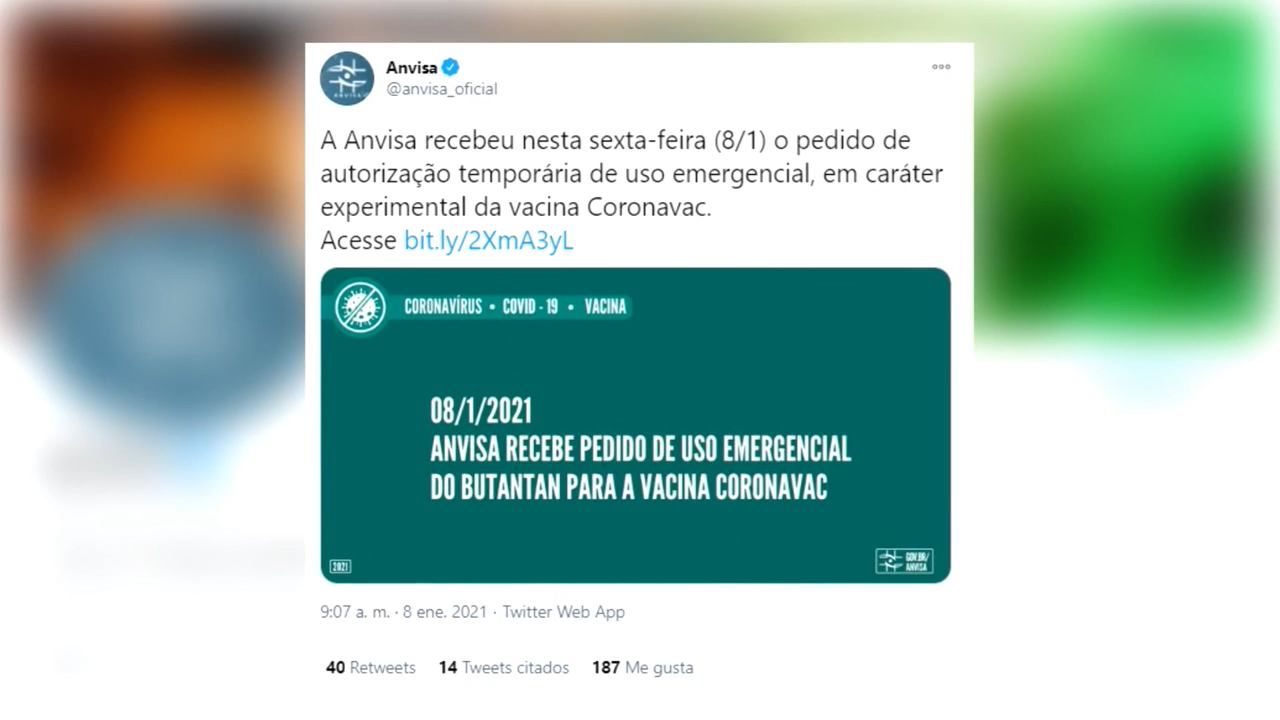 Anvisa
@anvisa_oficial
A Anvisa recebeu nesta sexta-feira (8/1) o pedido de
autorização temporária de uso emergencial, em caráter
experimental da vacina Coronavac.
Acesse bit.ly/2XmA3yL
CORONAVÍRUS • COVID - 19 • VACINA
08/1/2021
ANVISA RECEBE PEDIDO DE USO EMERGENCIAL
DO BUTANTAN PARA A VACINA CORONAVAC
2021
GOV.BR/
ANVISA
9:07 a. m. · 8 ene. 2021 · Twitter Web App
40 Retweets 14 Tweets citados 187 Me gusta